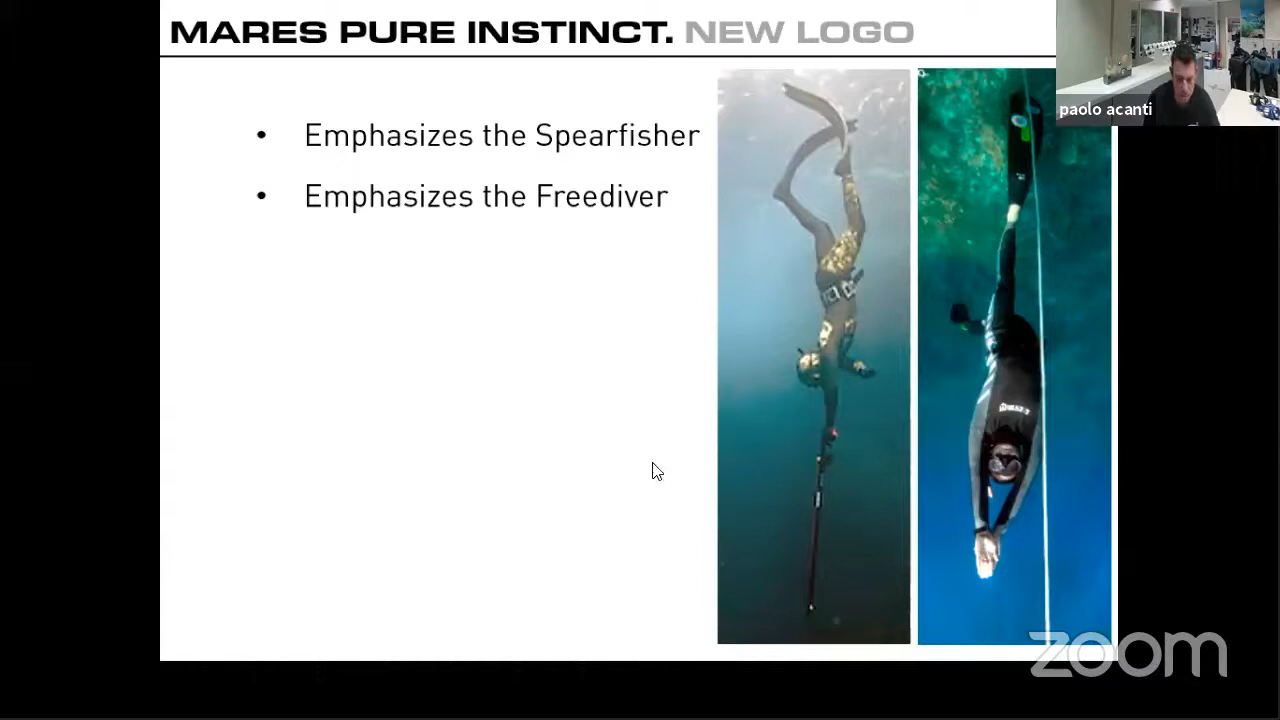 MARES PURE INSTINCT. NEW LOGO
paolo acanti
• Emphasizes the Spearfisher
• Emphasizes the Freediver
zoom